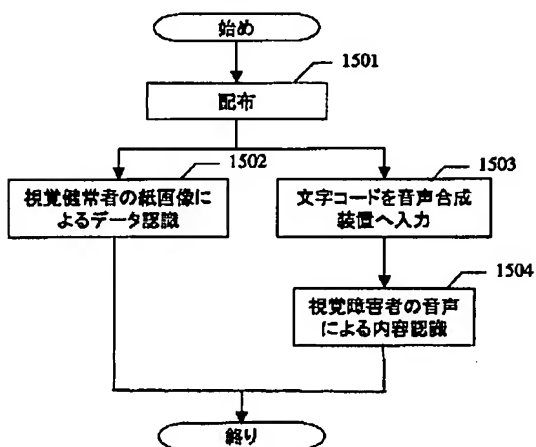 始め
1501
配布
1502
視覚健常者の紙画像に
よるデータ認識
1503
文字コードを音声合成
装置へ入力
1504
視覚障害者の音声
による内容認識
終り